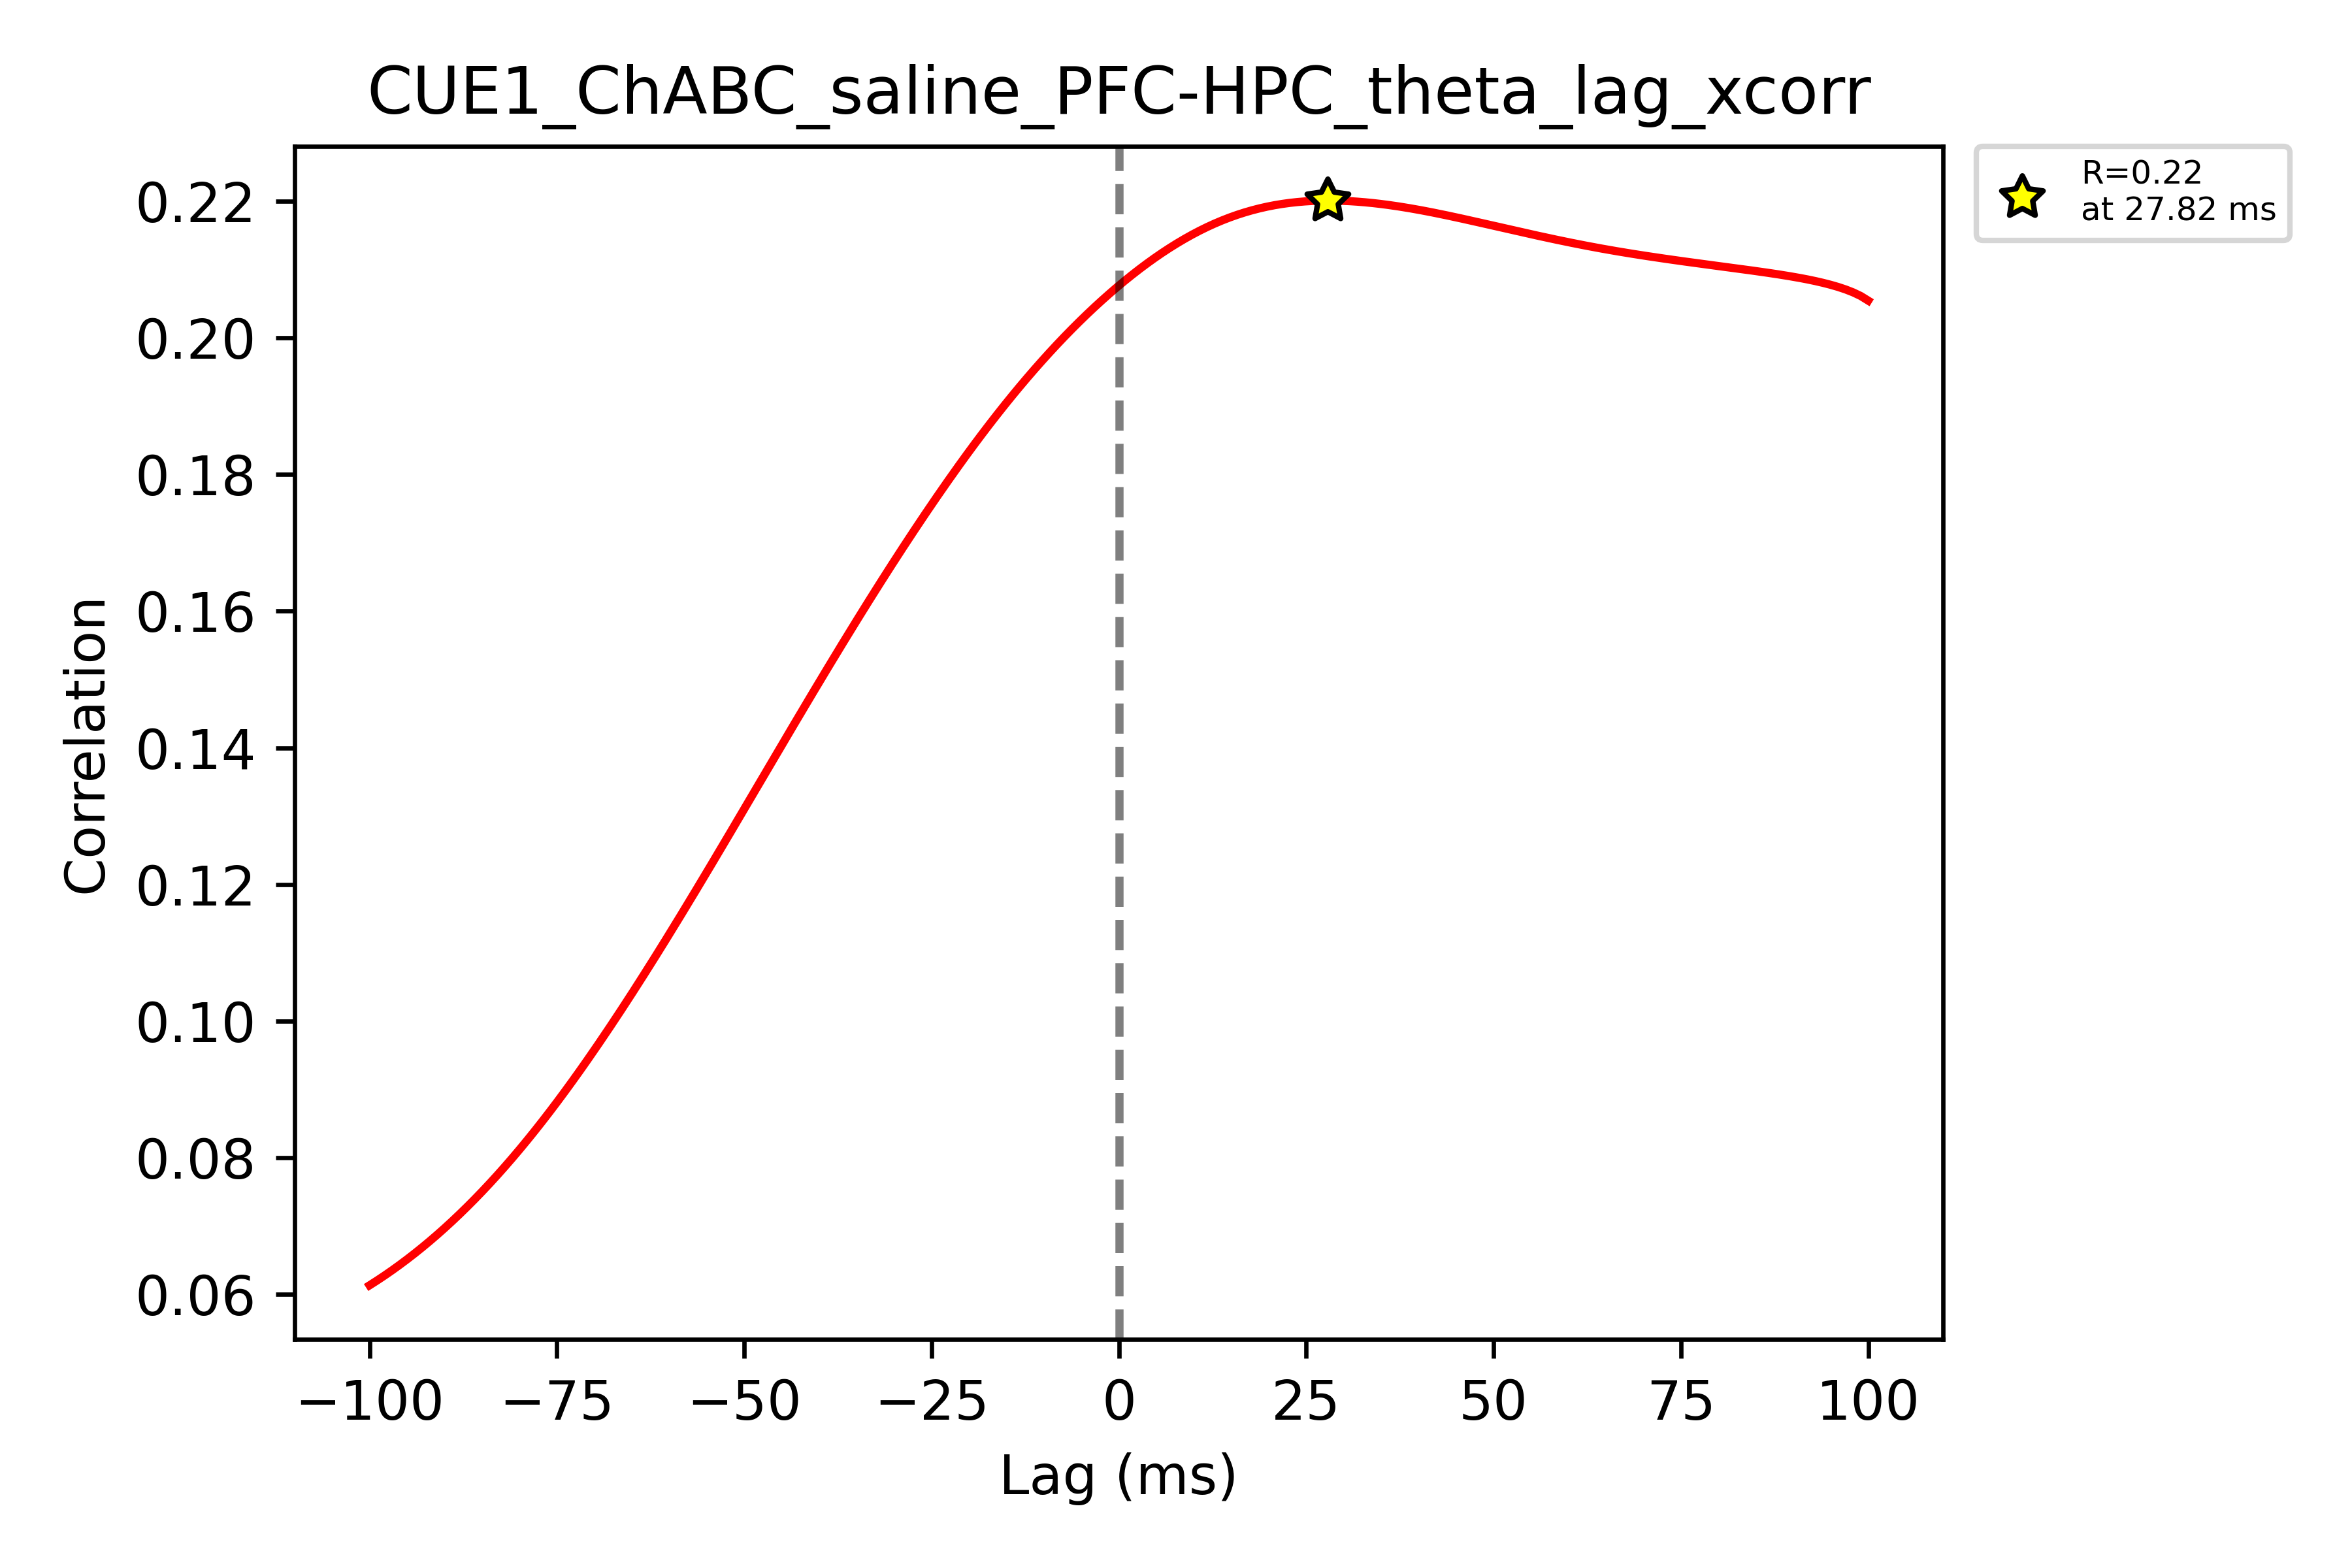 CUE1_ChABC_saline_PFC-HPC_theta_lag_xcorr
R=0.22
at 27.82 ms
0.22
0.20
0.18
0.16
0.14
0.12
0.10
0.08
0.06
Correlation
−100 −75 −50 −25 0 25 50 75 100
Lag (ms)